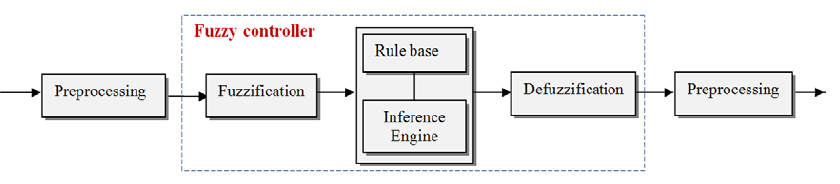 Fuzzy controller
Preprocessing
Fuzzification
Rule base
Inference
Engine
Defuzzification
Preprocessing